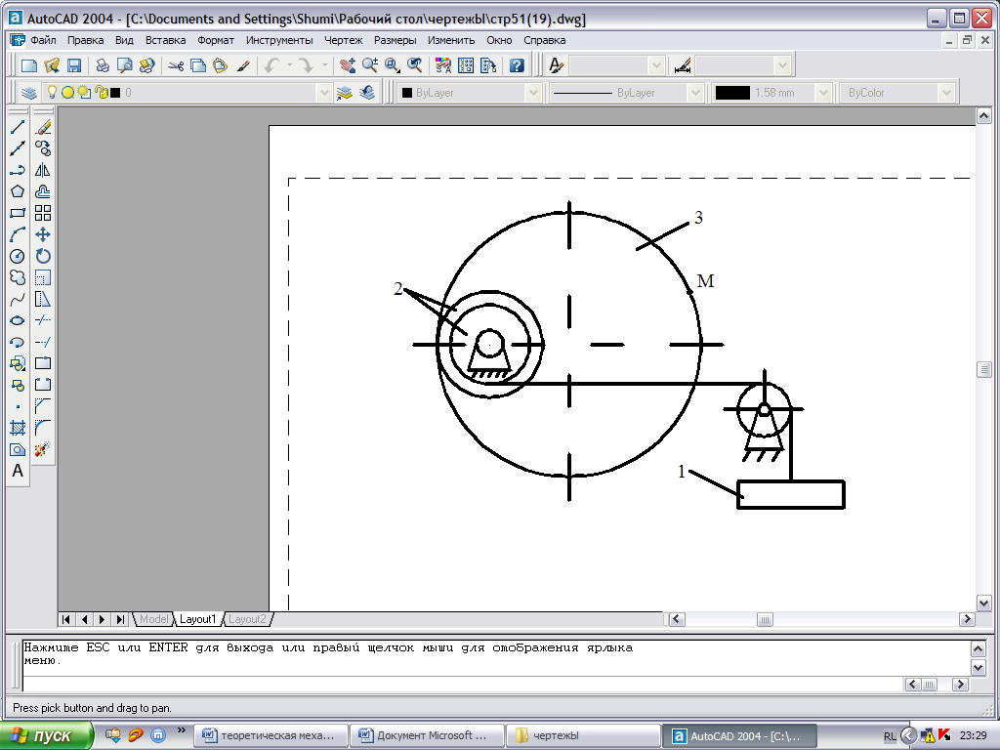 AutoCAD 2004 - [C:\Documents and Settings\Shumi\Рабочий стол\чертежЫ\стр51(19).dwg]
Файл Правка Вид Вставка Формат Инструменты Чертеж Размеры Изменить Окно Справка
0 ByLayer ByLayer 1.58 mm ByColor
3
M
2
1
A
Model Layout1 Layout2
Нажмите ESC или ENTER для выхода или правый щелчок мыши для отображения ярлыка
меню.
Press pick button and drag to pan.
пуск » теоретическая меха... Документ Microsoft ... чертежЫ AutoCAD 2004 - [C:\... RU 23:29